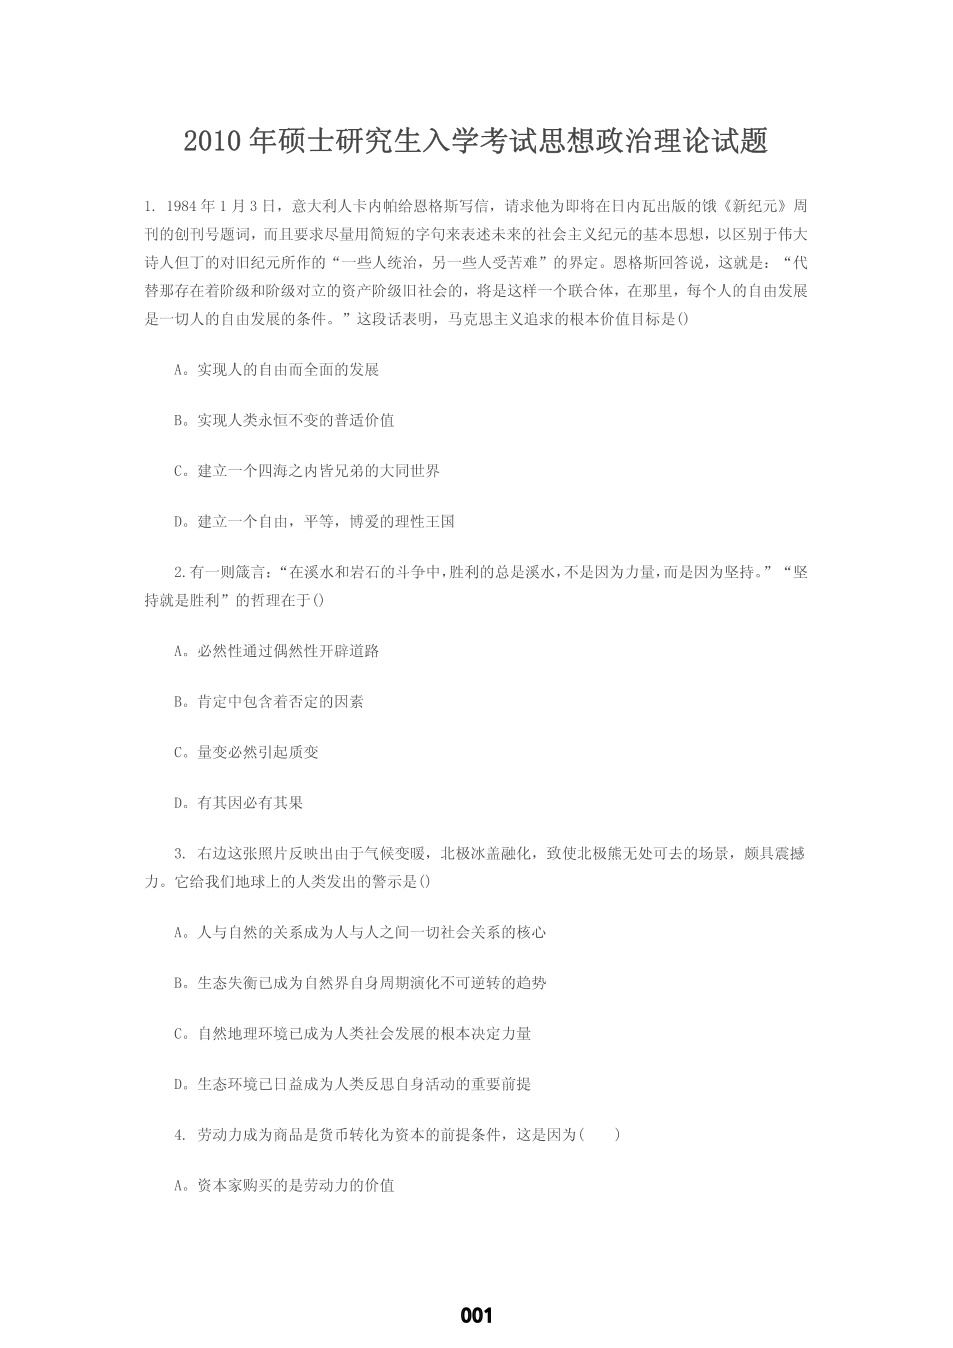 2010 年硕士研究生入学考试思想政治理论试题
1. 1984 年 1 月 3 日，意大利人卡内帕给恩格斯写信，请求他为即将在日内瓦出版的饿《新纪元》周
刊的创刊号题词，而且要求尽量用简短的字句来表述未来的社会主义纪元的基本思想，以区别于伟大
诗人但丁的对旧纪元所作的“一些人统治，另一些人受苦难”的界定。恩格斯回答说，这就是：“代
替那存在着阶级和阶级对立的资产阶级旧社会的，将是这样一个联合体，在那里，每个人的自由发展
是一切人的自由发展的条件。”这段话表明，马克思主义追求的根本价值目标是()
A。实现人的自由而全面的发展
B。实现人类永恒不变的普适价值
C。建立一个四海之内皆兄弟的大同世界
D。建立一个自由，平等，博爱的理性王国
2.有一则箴言：“在溪水和岩石的斗争中，胜利的总是溪水，不是因为力量，而是因为坚持。”“坚
持就是胜利”的哲理在于()
A。必然性通过偶然性开辟道路
B。肯定中包含着否定的因素
C。量变必然引起质变
D。有其因必有其果
3. 右边这张照片反映出由于气候变暖，北极冰盖融化，致使北极熊无处可去的场景，颇具震撼
力。它给我们地球上的人类发出的警示是()
A。人与自然的关系成为人与人之间一切社会关系的核心
B。生态失衡已成为自然界自身周期演化不可逆转的趋势
C。自然地理环境已成为人类社会发展的根本决定力量
D。生态环境已日益成为人类反思自身活动的重要前提
4. 劳动力成为商品是货币转化为资本的前提条件，这是因为(　　)
A。资本家购买的是劳动力的价值
001